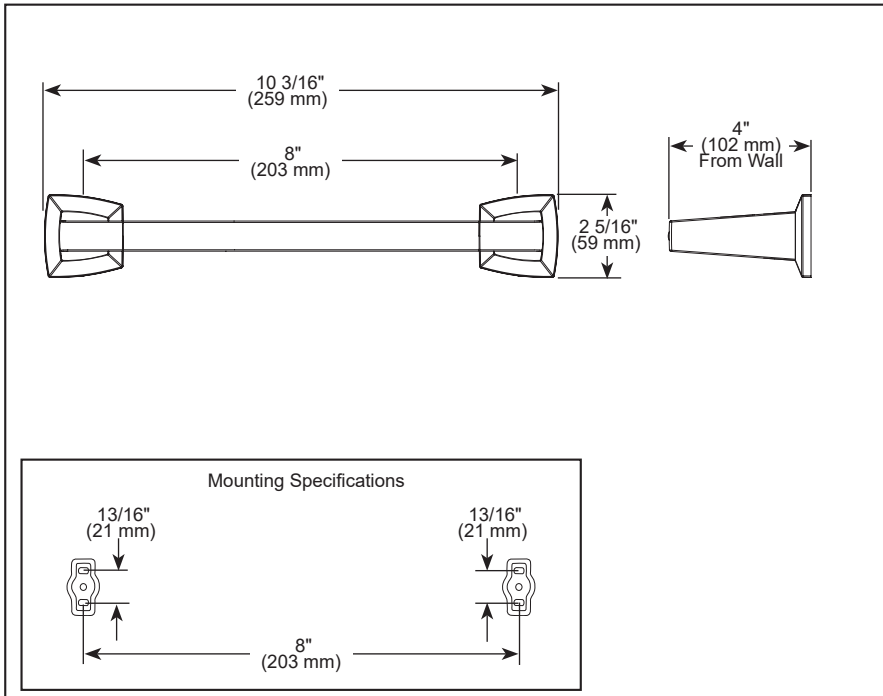 10 3/16"
(259 mm)
8"
(203 mm)
4"
(102 mm)
From Wall
2 5/16"
(59 mm)
Mounting Specifications
13/16"
(21 mm)
13/16"
(21 mm)
8"
(203 mm)